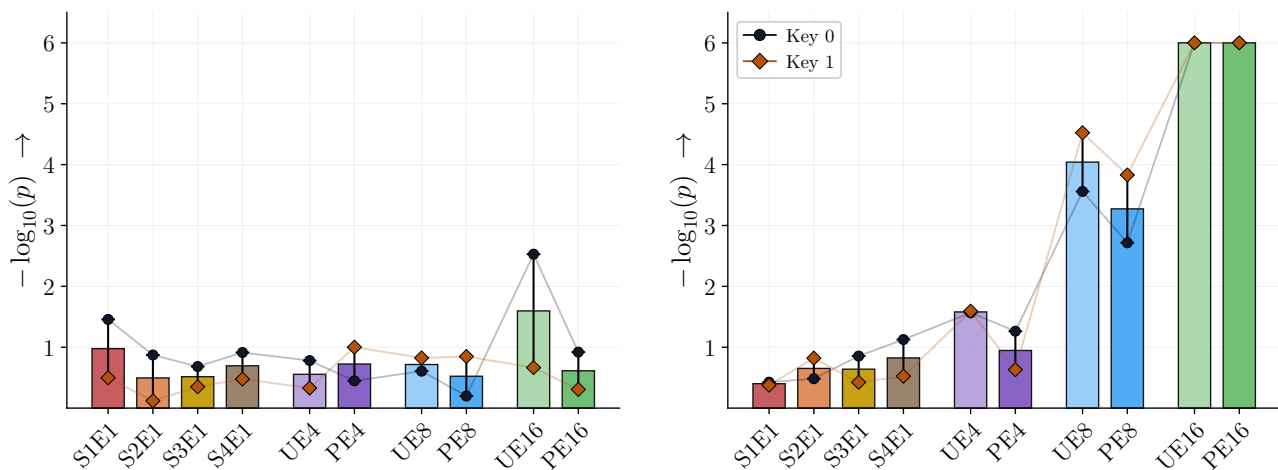 6
5
4
3
2
1
− log₁₀(p) →
S1E1 S2E1 S3E1 S4E1 UE4 PE4 UE8 PE8 UE16 PE16
Key 0
Key 1
6
5
4
3
2
1
− log₁₀(p) →
S1E1 S2E1 S3E1 S4E1 UE4 PE4 UE8 PE8 UE16 PE16